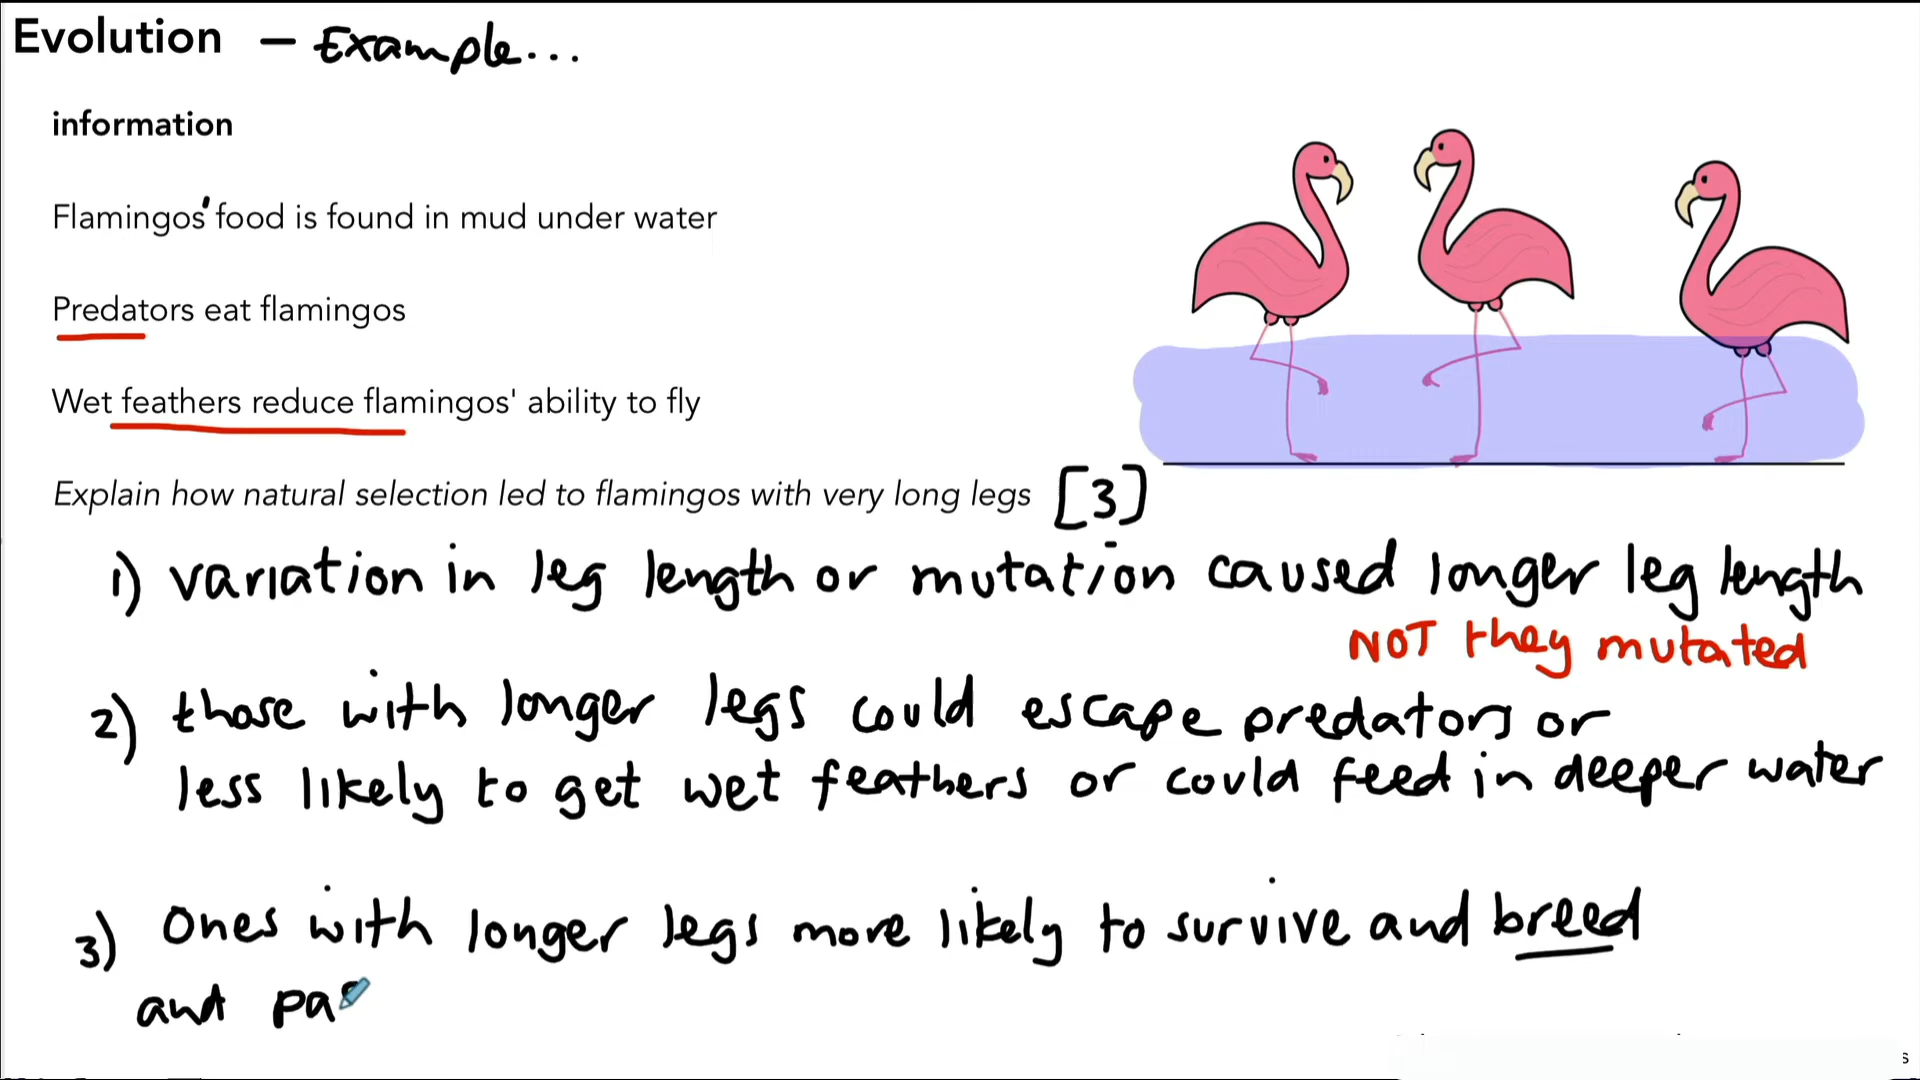 Evolution – Example...
information
Flamingos' food is found in mud under water
Predators eat flamingos
Wet feathers reduce flamingos' ability to fly
Explain how natural selection led to flamingos with very long legs [3]
1) variation in leg length or mutation caused longer leg length
NOT they mutated
2) those with longer legs could escape predators or
less likely to get wet feathers or could feed in deeper water
3) Ones with longer legs more likely to survive and breed
and pas